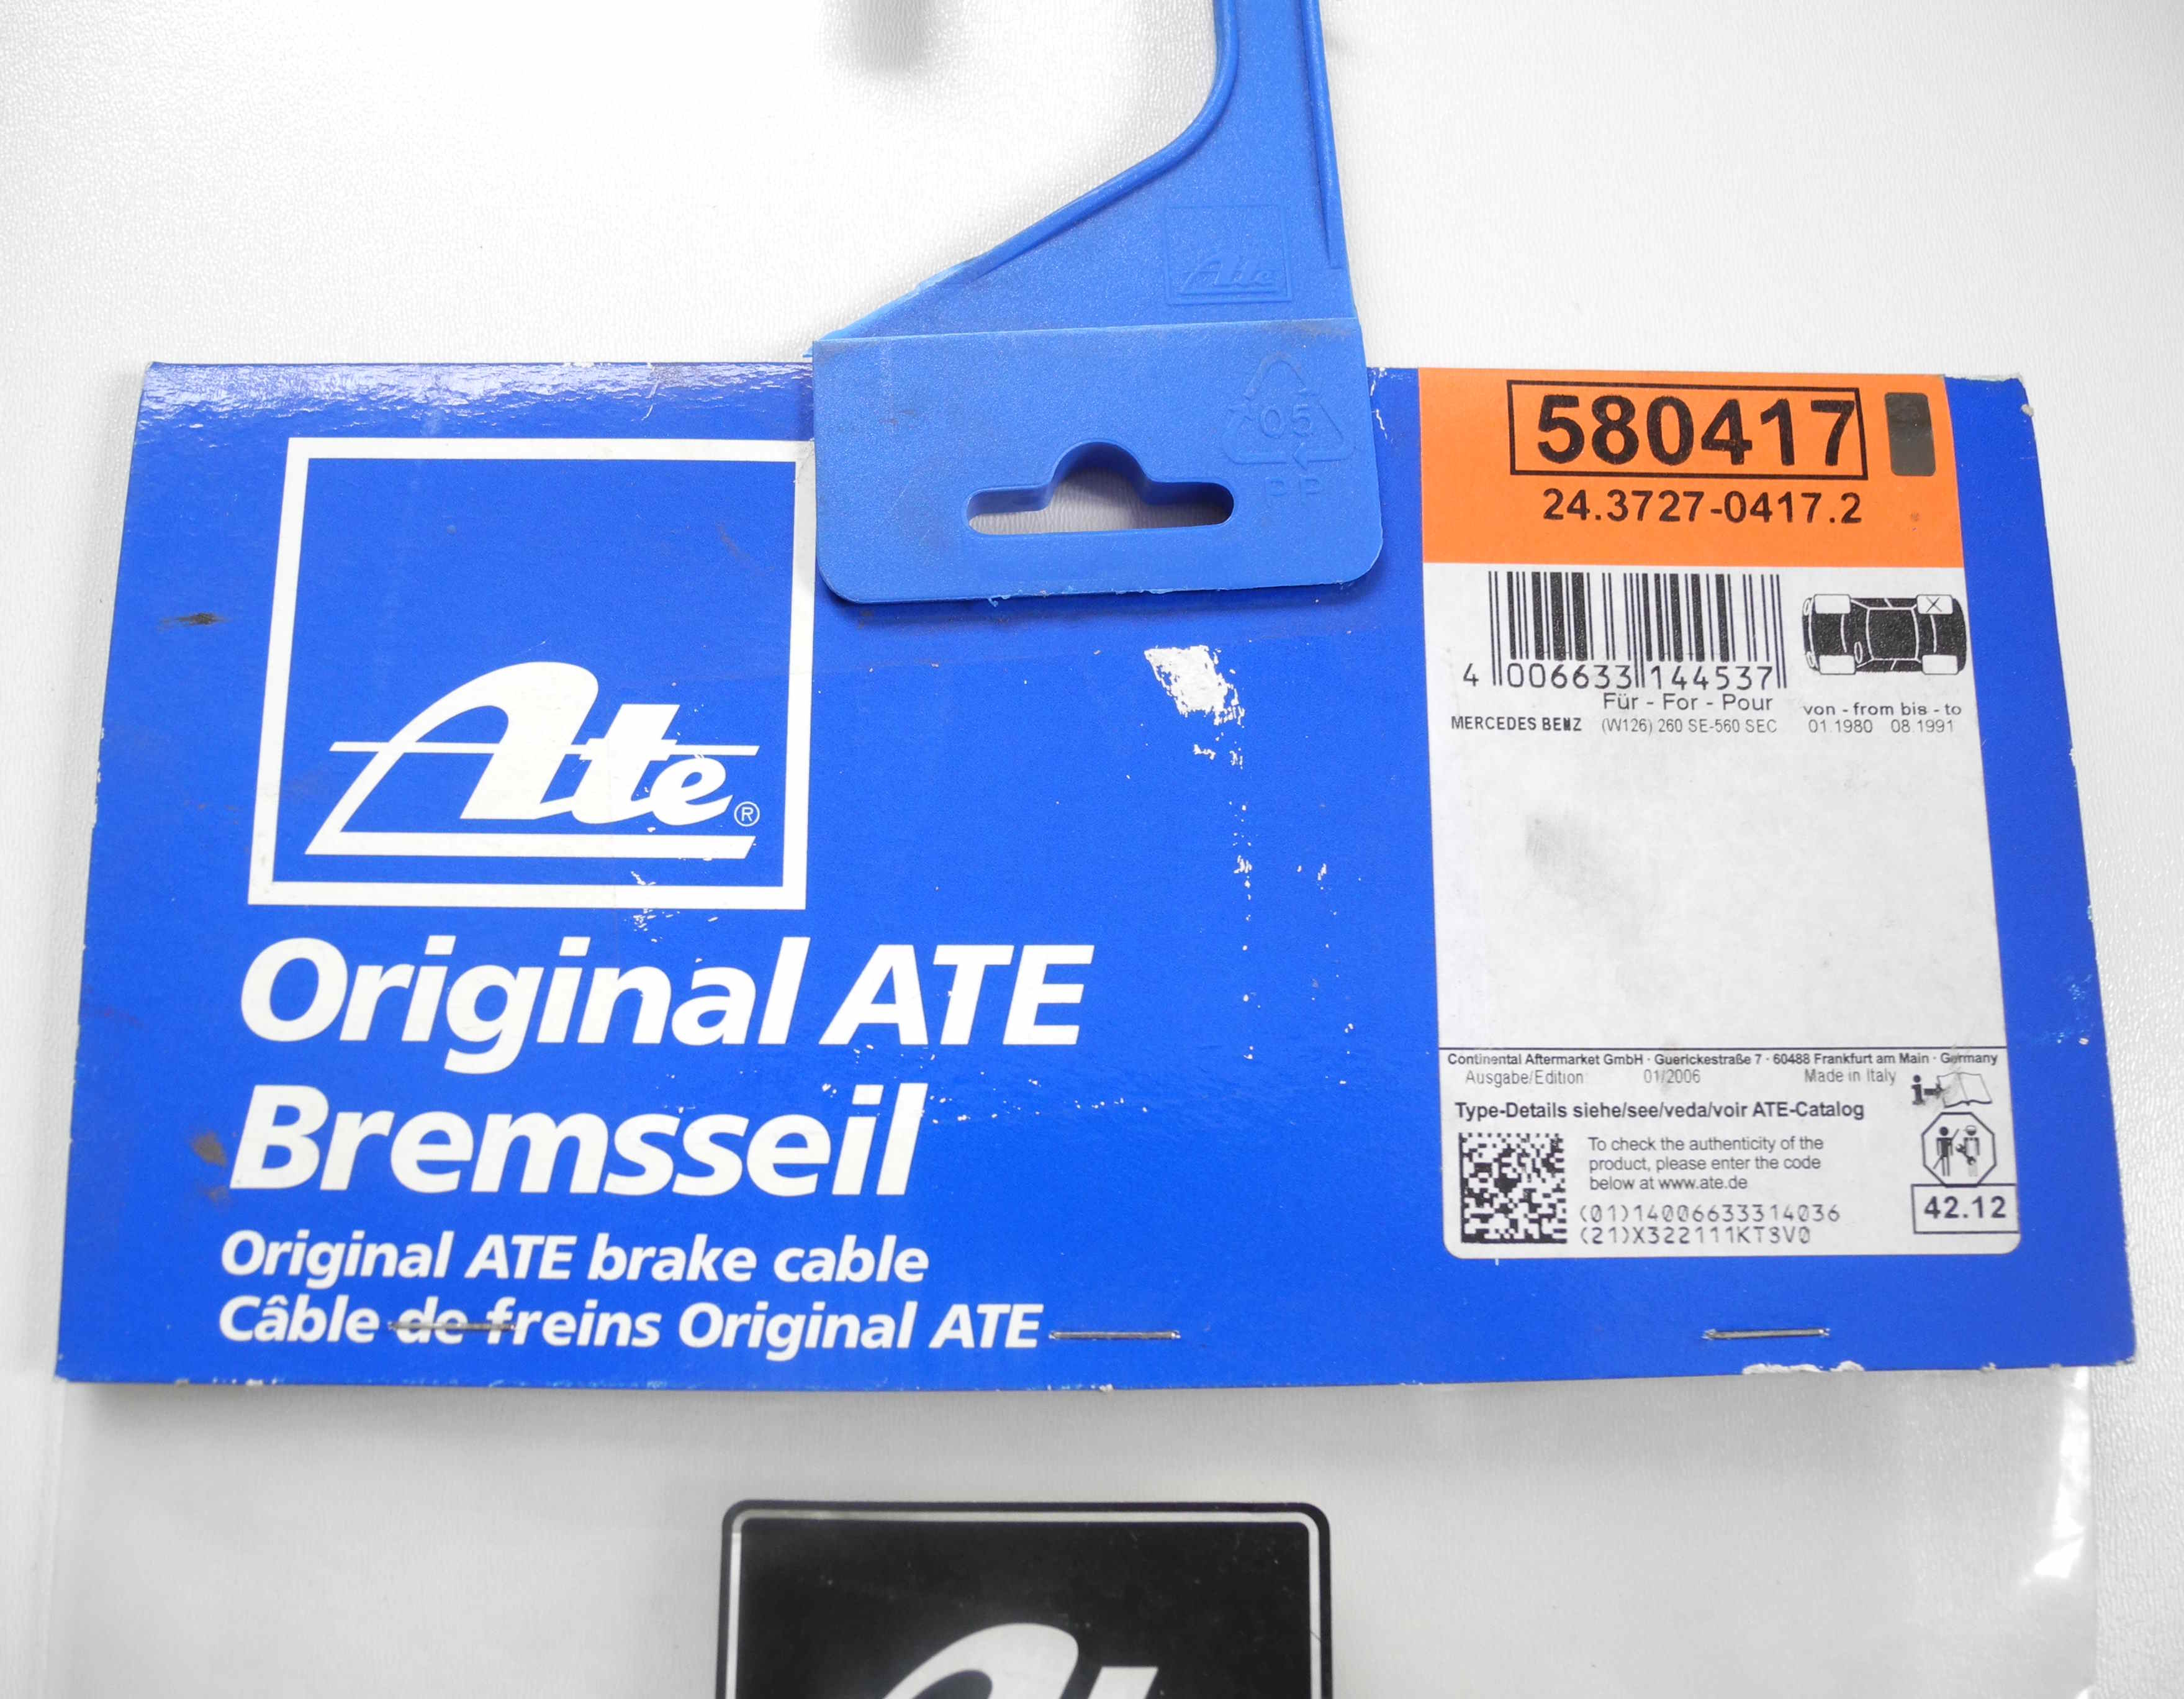 Ate
05
PP
Ate®
Original ATE
Bremsseil
Original ATE brake cable
Câble de freins Original ATE
580417
24.3727-0417.2
4 006633 144537
Für - For - Pour
von - from bis - to
MERCEDES BENZ (W126) 260 SE-560 SEC 01.1980 08.1991
Continental Aftermarket GmbH · Guerickestraße 7 · 60488 Frankfurt am Main · Germany
Ausgabe/Edition 01/2006 Made in Italy
Type-Details siehe/see/veda/voir ATE-Catalog
To check the authenticity of the
product, please enter the code
below at www.ate.de
(01)14006633314036
(21)X322111KTSV0
42.12